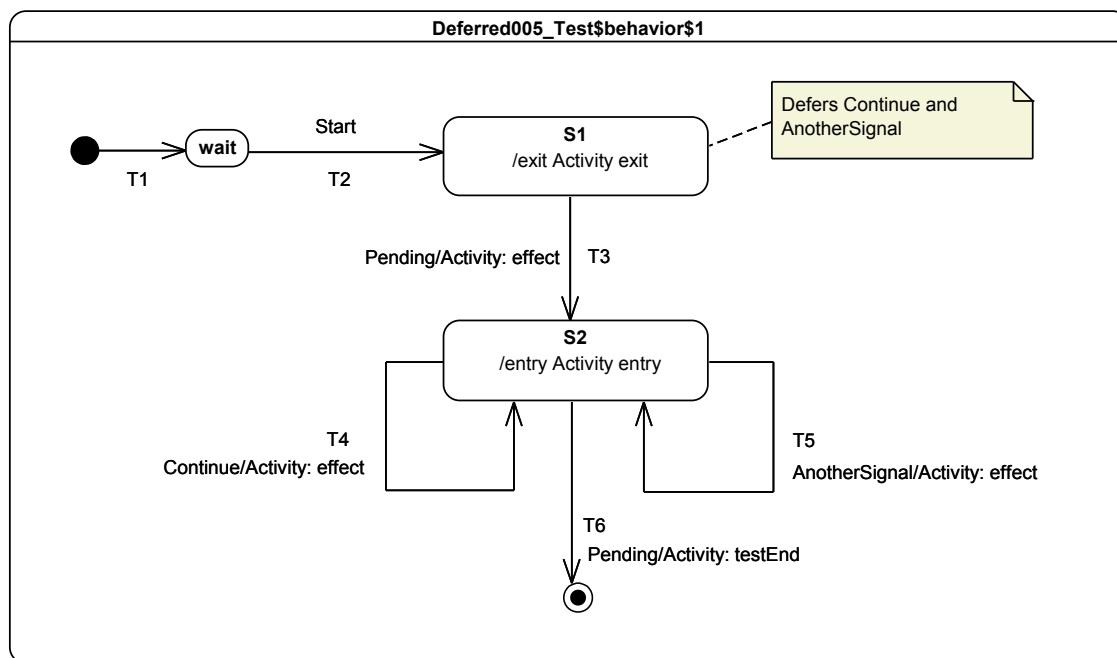 Deferred005_Test$behavior$1
Defers Continue and
AnotherSignal
Start
S1
/exit Activity exit
wait
T1
T2
Pending/Activity: effect
T3
S2
/entry Activity entry
T4
Continue/Activity: effect
T5
AnotherSignal/Activity: effect
T6
Pending/Activity: testEnd